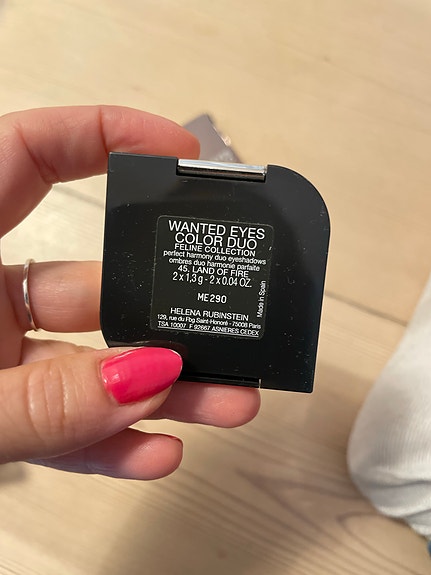 WANTED EYES
COLOR DUO
FELINE COLLECTION
perfect harmony duo eyeshadows
ombres duo harmonie parfaite
45. LAND OF FIRE
2 x 1,3 g - 2 x 0.04 OZ.
ME290
Made in Spain
HELENA RUBINSTEIN
129, rue du Fbg Saint-Honoré - 75008 Paris
TSA 10007 F 92667 ASNIERES CEDEX